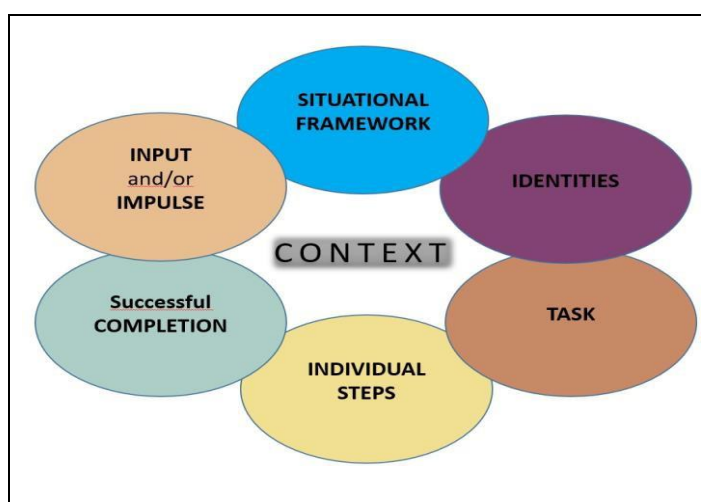 SITUATIONAL
FRAMEWORK
IDENTITIES
TASK
INDIVIDUAL
STEPS
Successful
COMPLETION
INPUT
and/or
IMPULSE
CONTEXT